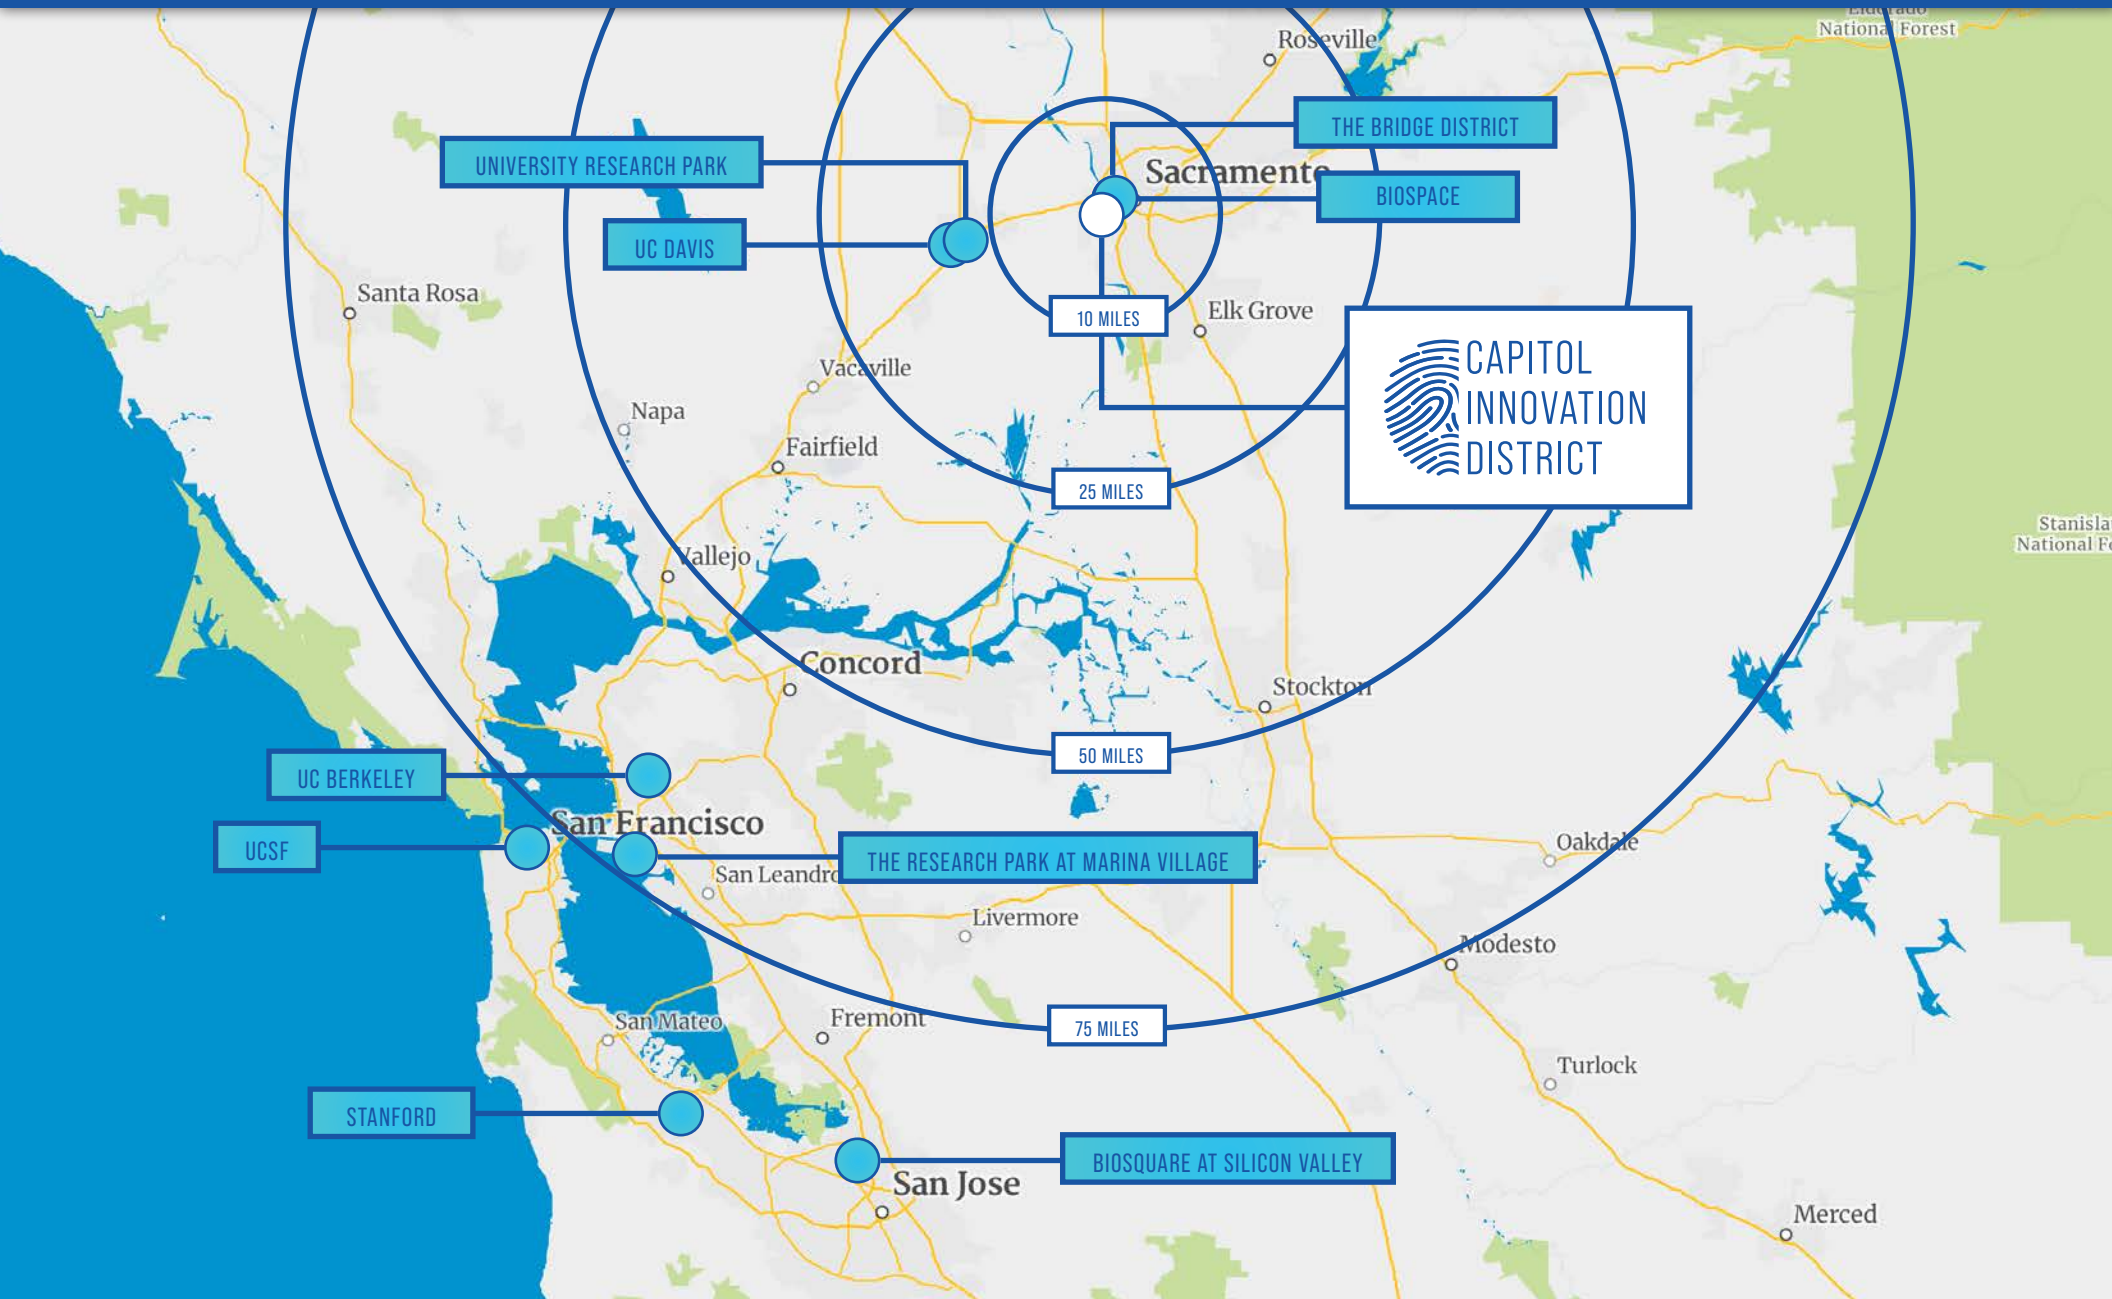 Eldorado
National Forest
Roseville
THE BRIDGE DISTRICT
UNIVERSITY RESEARCH PARK
Sacramento
BIOSPACE
UC DAVIS
Santa Rosa
10 MILES
Elk Grove
CAPITOL
INNOVATION
DISTRICT
Vacaville
Napa
Fairfield
25 MILES
Stanisla
National Fo
Vallejo
Concord
Stockton
50 MILES
UC BERKELEY
San Francisco
UCSF
Oakdale
THE RESEARCH PARK AT MARINA VILLAGE
San Leandro
Livermore
Modesto
San Mateo
Fremont
75 MILES
Turlock
STANFORD
BIOSQUARE AT SILICON VALLEY
San Jose
Merced